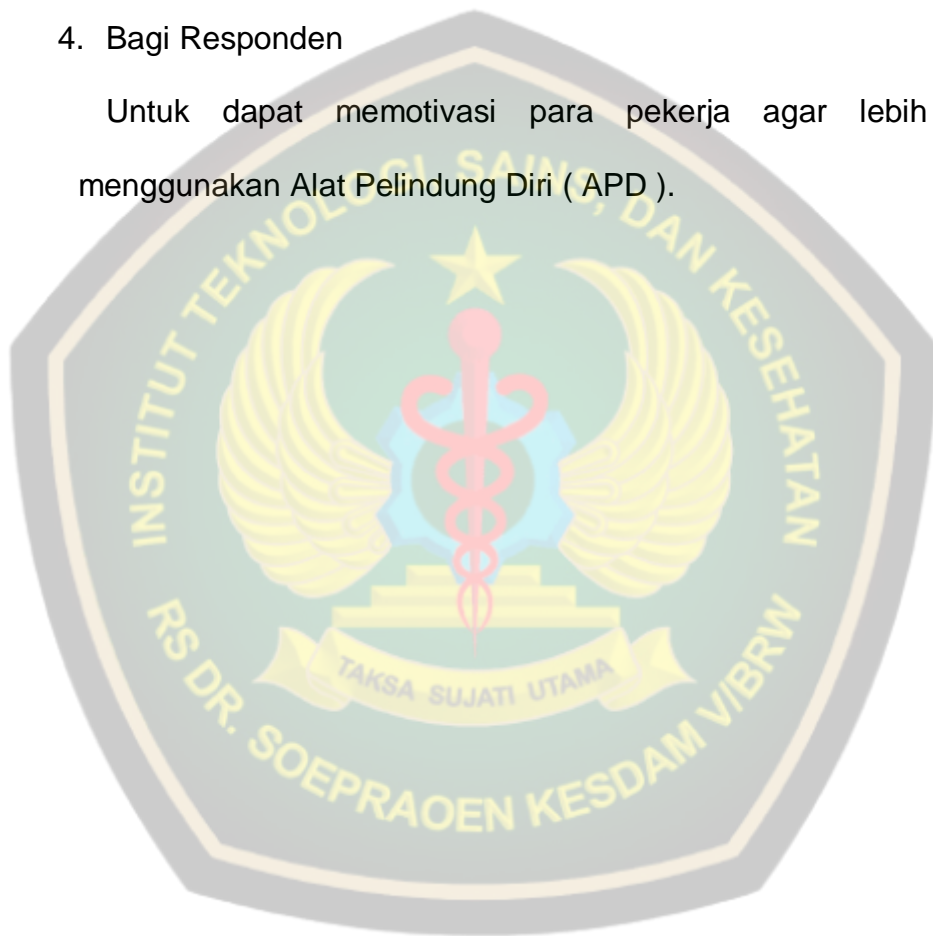 4. Bagi Responden
Untuk dapat memotivasi para pekerja agar lebih
menggunakan Alat Pelindung Diri ( APD ).
INSTITUT TEKNOLOGI, SAINS, DAN KESEHATAN
TAKSA SUJATI UTAMA
RS DR. SOEPRAOEN KESDAM V/BRW